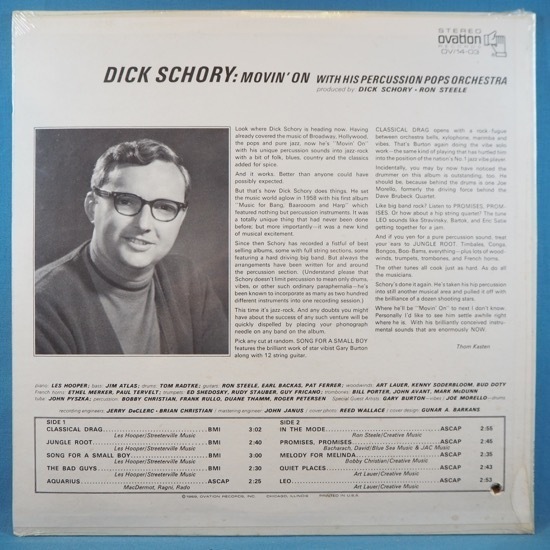 STEREO
ovation
RECORDS
OV/14-03
DICK SCHORY: MOVIN' ON WITH HIS PERCUSSION POPS ORCHESTRA
produced by DICK SCHORY • RON STEELE
Look where Dick Schory is heading now. Having
already covered the music of Broadway, Hollywood,
the pops and pure jazz, now he's "Movin' On"
with his unique percussion sounds into jazz-rock
with a bit of folk, blues, country and the classics
added for spice.
And it works. Better than anyone could have
possibly expected.
But that's how Dick Schory does things. He set
the music world aglow in 1958 with his first album
"Music for Bang, Baarooom and Harp" which
featured nothing but percussion instruments. It was
a totally unique thing that had never been done
before; but more importantly—it was a new kind
of musical excitement.
Since then Schory has recorded a fistful of best
selling albums, some with full string sections, some
featuring a hard driving big band. But always the
arrangements have been written for and around
the percussion section. (Understand please that
Schory doesn't limit percussion to mean only drums,
vibes, or other such ordinary paraphernalia—he's
been known to incorporate as many as two hundred
different instruments into one recording session.)
This time it's jazz-rock. And any doubts you might
have about the success of any such venture will be
quickly dispelled by placing your phonograph
needle on any band on the album.
Pick any cut at random. SONG FOR A SMALL BOY
features the brilliant work of star vibist Gary Burton
along with 12 string guitar.
CLASSICAL DRAG opens with a rock fugue
between orchestra bells, xylophone, marimba and
vibes. That's Burton again doing the vibe solo
work—the same kind of playing that has hurtled him
into the position of the nation's No. 1 jazz vibe player.
Incidentally, you may by now have noticed the
drummer on this album is outstanding, too. He
should be, because behind the drums is one Joe
Morello, formerly the driving force behind the
Dave Brubeck Quartet.
Like big band rock? Listen to PROMISES, PROM-
ISES. Or how about a hip string quartet? The tune
LEO sounds like Stravinsky, Bartok, and Eric Satie
getting together for a jam.
And if you yen for a pure percussion sound, treat
your ears to JUNGLE ROOT. Timbales, Congas,
Bongos, Boo-Bams, everything—plus lots of wood-
winds, trumpets, trombones, and French horns.
The other tunes all cook just as hard. As do all
the musicians.
Schory's done it again. He's taken his hip percussion
into still another musical area and pulled it off with
the brilliance of a dozen shooting stars.
Where he'll be "Movin' On" to next I don't know.
Personally I'd like to see him settle awhile right
where he is. With his brilliantly conceived instru-
mental sounds that are enormously exciting.
Thom Kasten
piano: LES HOOPER; bass: JIM ATLAS; drums: TOM RADTKE; guitars: RON STEELE, EARL BACKAS, PAT FERRER; woodwinds: ART LAUER, KENNY SODERBLOOM, BUD DOTY
French horns: ETHEL MERKER, PAUL TERVELT; trumpets: ED SHEDOSKY, RUDY STAUBER, GUY FRICANO; trombones: BILL PORTER, JOHN AVANT, MARK McDUNN
tuba: JOHN PYSZKA; percussion: BOBBY CHRISTIAN, FRANK RULLO, DUANE THAMM, ROGER PETERSEN Special Guest Artists: GARY BURTON—vibes; JOE MORELLO—drums.
recording engineers: JERRY DeCLERC • BRIAN CHRISTIAN / mastering engineer: JOHN JANUS / cover photo: REED WALLACE / cover design: GUNAR A. BARKANS
SIDE 1
CLASSICAL DRAG BMI 3:02
Les Hooper/Streeterville Music
JUNGLE ROOT BMI 2:40
Les Hooper/Streeterville Music
SONG FOR A SMALL BOY BMI 2:45
Les Hooper/Streeterville Music
THE BAD GUYS BMI 2:30
Les Hooper/Streeterville Music
AQUARIUS ASCAP 2:25
MacDermot, Ragni, Rado
SIDE 2
IN THE MODE ASCAP 2:55
Ron Steele/Creative Music
PROMISES, PROMISES ASCAP 2:45
Bacharach, David/Blue Seas Music & JAC Music
MELODY FOR MELINDA ASCAP 2:35
Bobby Christian/Creative Music
QUIET PLACES ASCAP 2:43
Art Lauer/Creative Music
LEO ASCAP 2:53
Art Lauer/Creative Music
©1969, OVATION RECORDS, INC. CHICAGO, ILLINOIS PRINTED IN U.S.A.